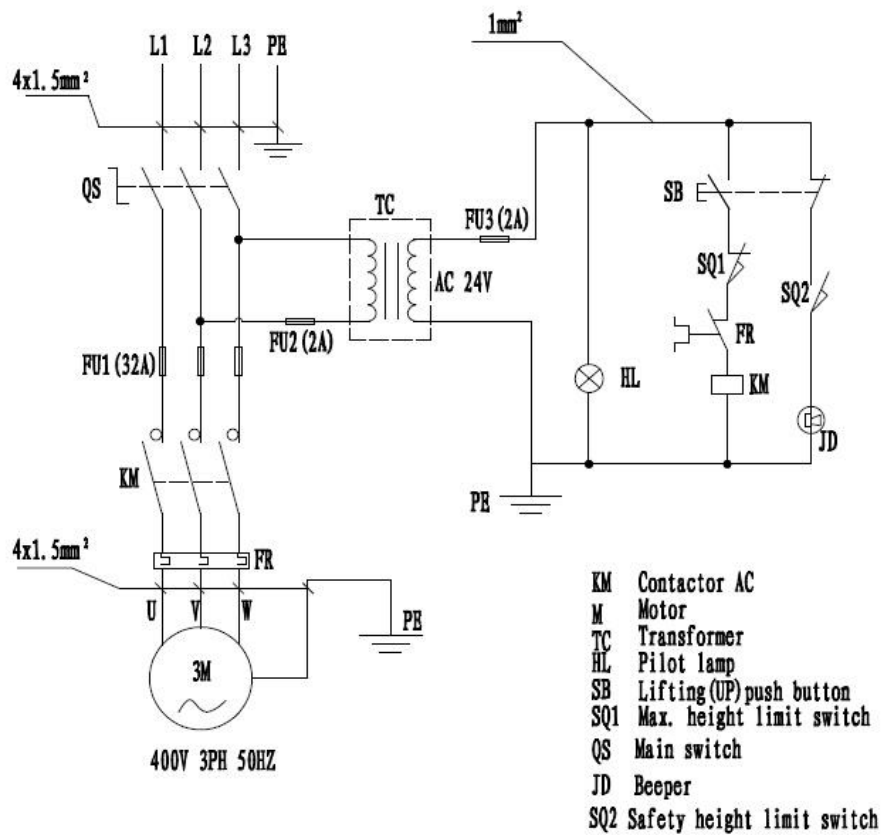 1mm²
L1 L2 L3 PE
4x1.5mm²
QS
TC
FU3(2A)
SB
AC 24V
SQ1
SQ2
FU2(2A)
FR
FU1(32A)
HL
KM
JD
KM
PE
FR
4x1.5mm²
U V W
PE
3M
400V 3PH 50HZ
KM Contactor AC
M Motor
TC Transformer
HL Pilot lamp
SB Lifting(UP)push button
SQ1 Max. height limit switch
QS Main switch
JD Beeper
SQ2 Safety height limit switch